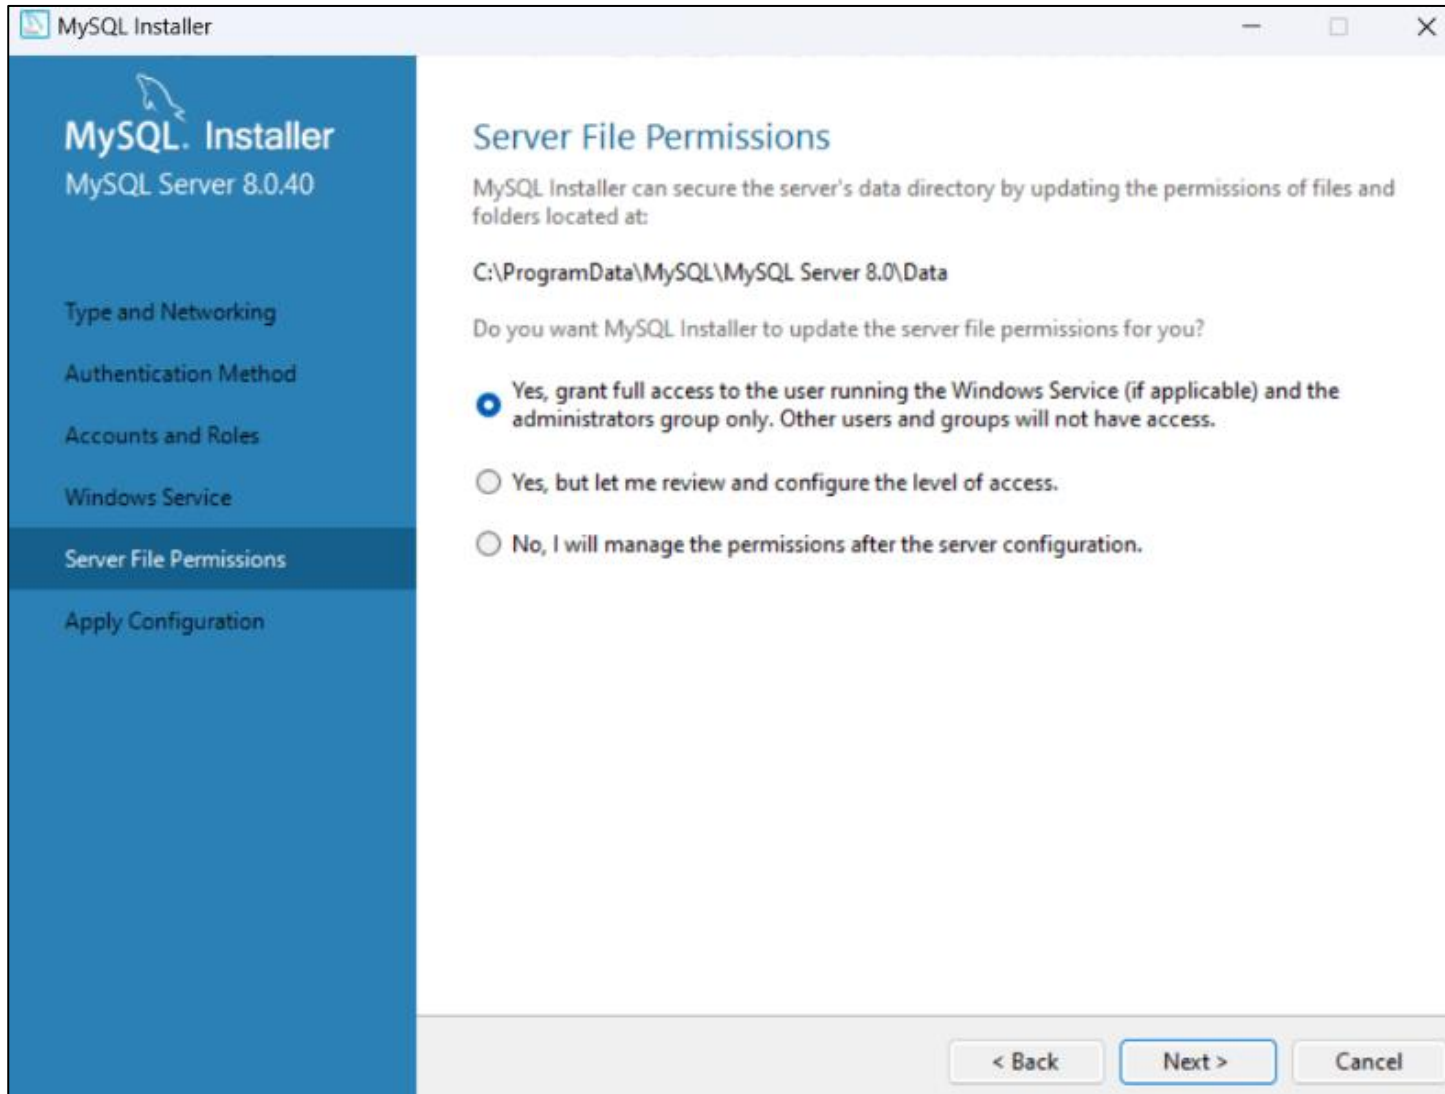 MySQL Installer
MySQL. Installer
MySQL Server 8.0.40
Type and Networking
Authentication Method
Accounts and Roles
Windows Service
Server File Permissions
Apply Configuration
Server File Permissions
MySQL Installer can secure the server's data directory by updating the permissions of files and
folders located at:
C:\ProgramData\MySQL\MySQL Server 8.0\Data
Do you want MySQL Installer to update the server file permissions for you?
Yes, grant full access to the user running the Windows Service (if applicable) and the
administrators group only. Other users and groups will not have access.
Yes, but let me review and configure the level of access.
No, I will manage the permissions after the server configuration.
< Back
Next >
Cancel